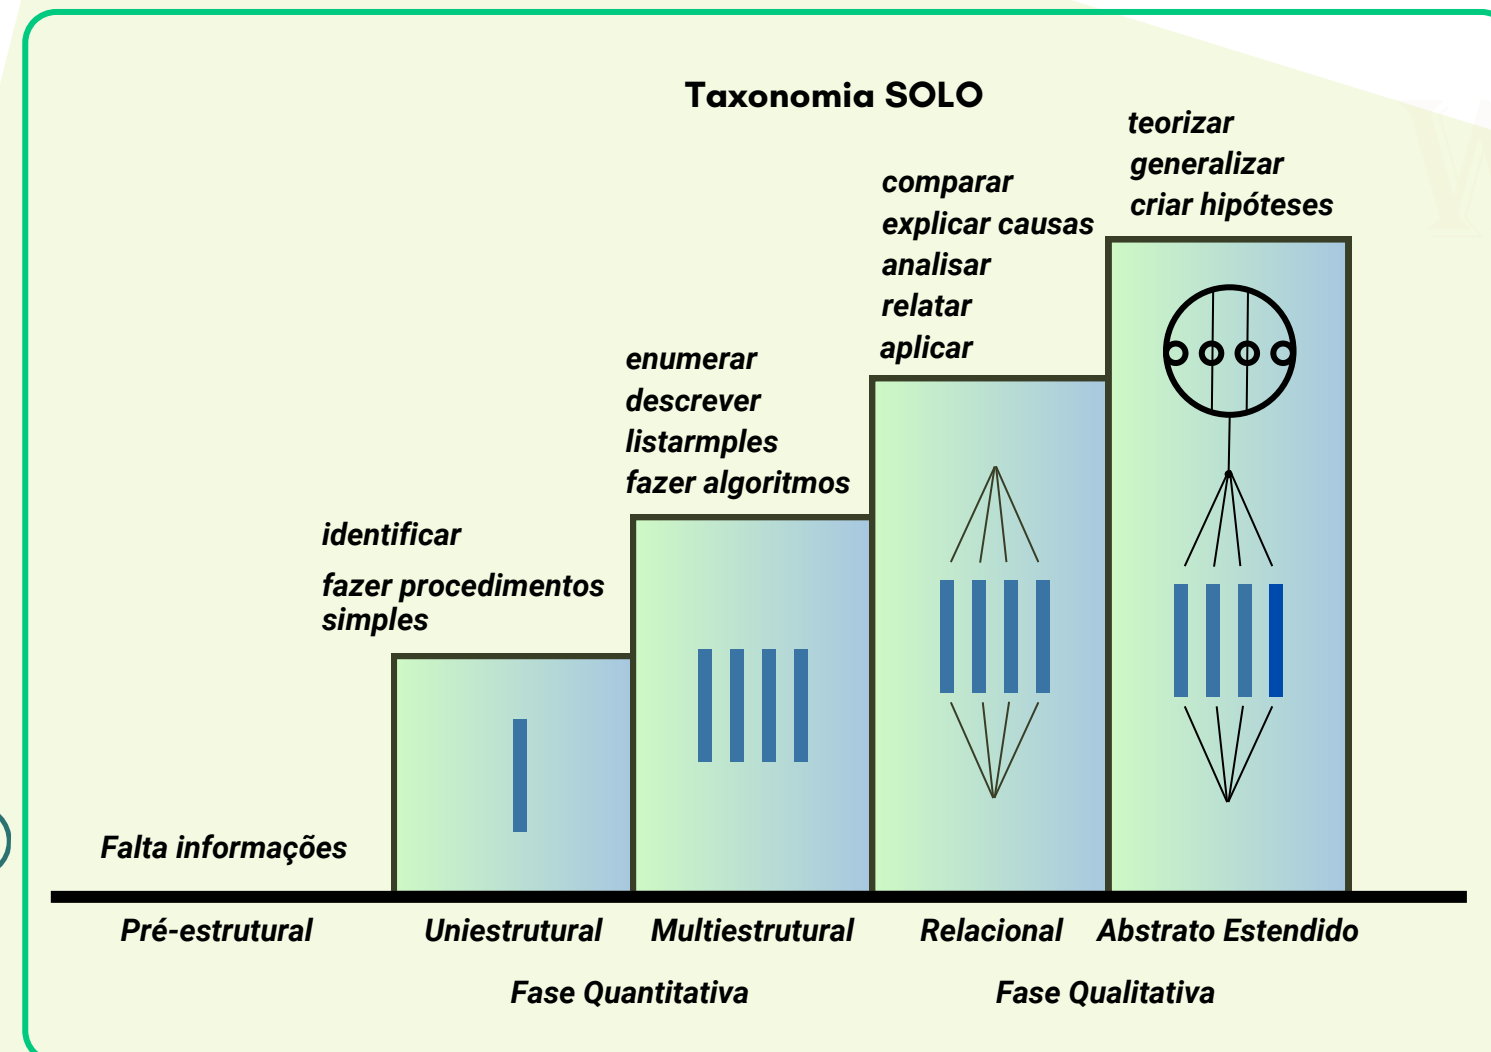 Taxonomia SOLO
teorizar
generalizar
criar hipóteses
comparar
explicar causas
analisar
relatar
aplicar
enumerar
descrever
listarmples
fazer algoritmos
identificar
fazer procedimentos
simples
Falta informações
Pré-estrutural
Uniestrutural
Multiestrutural
Relacional
Abstrato Estendido
Fase Quantitativa
Fase Qualitativa